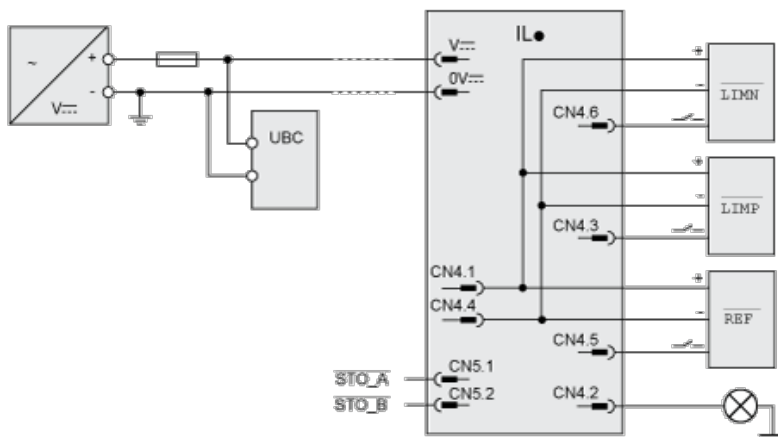 IL●
~
+
-
V⎓
V⎓
0V⎓
UBC
CN4.6
+
-
LIMN
CN4.3
+
-
LIMP
CN4.1
CN4.4
CN4.5
+
-
REF
STO_A
STO_B
CN5.1
CN5.2
CN4.2